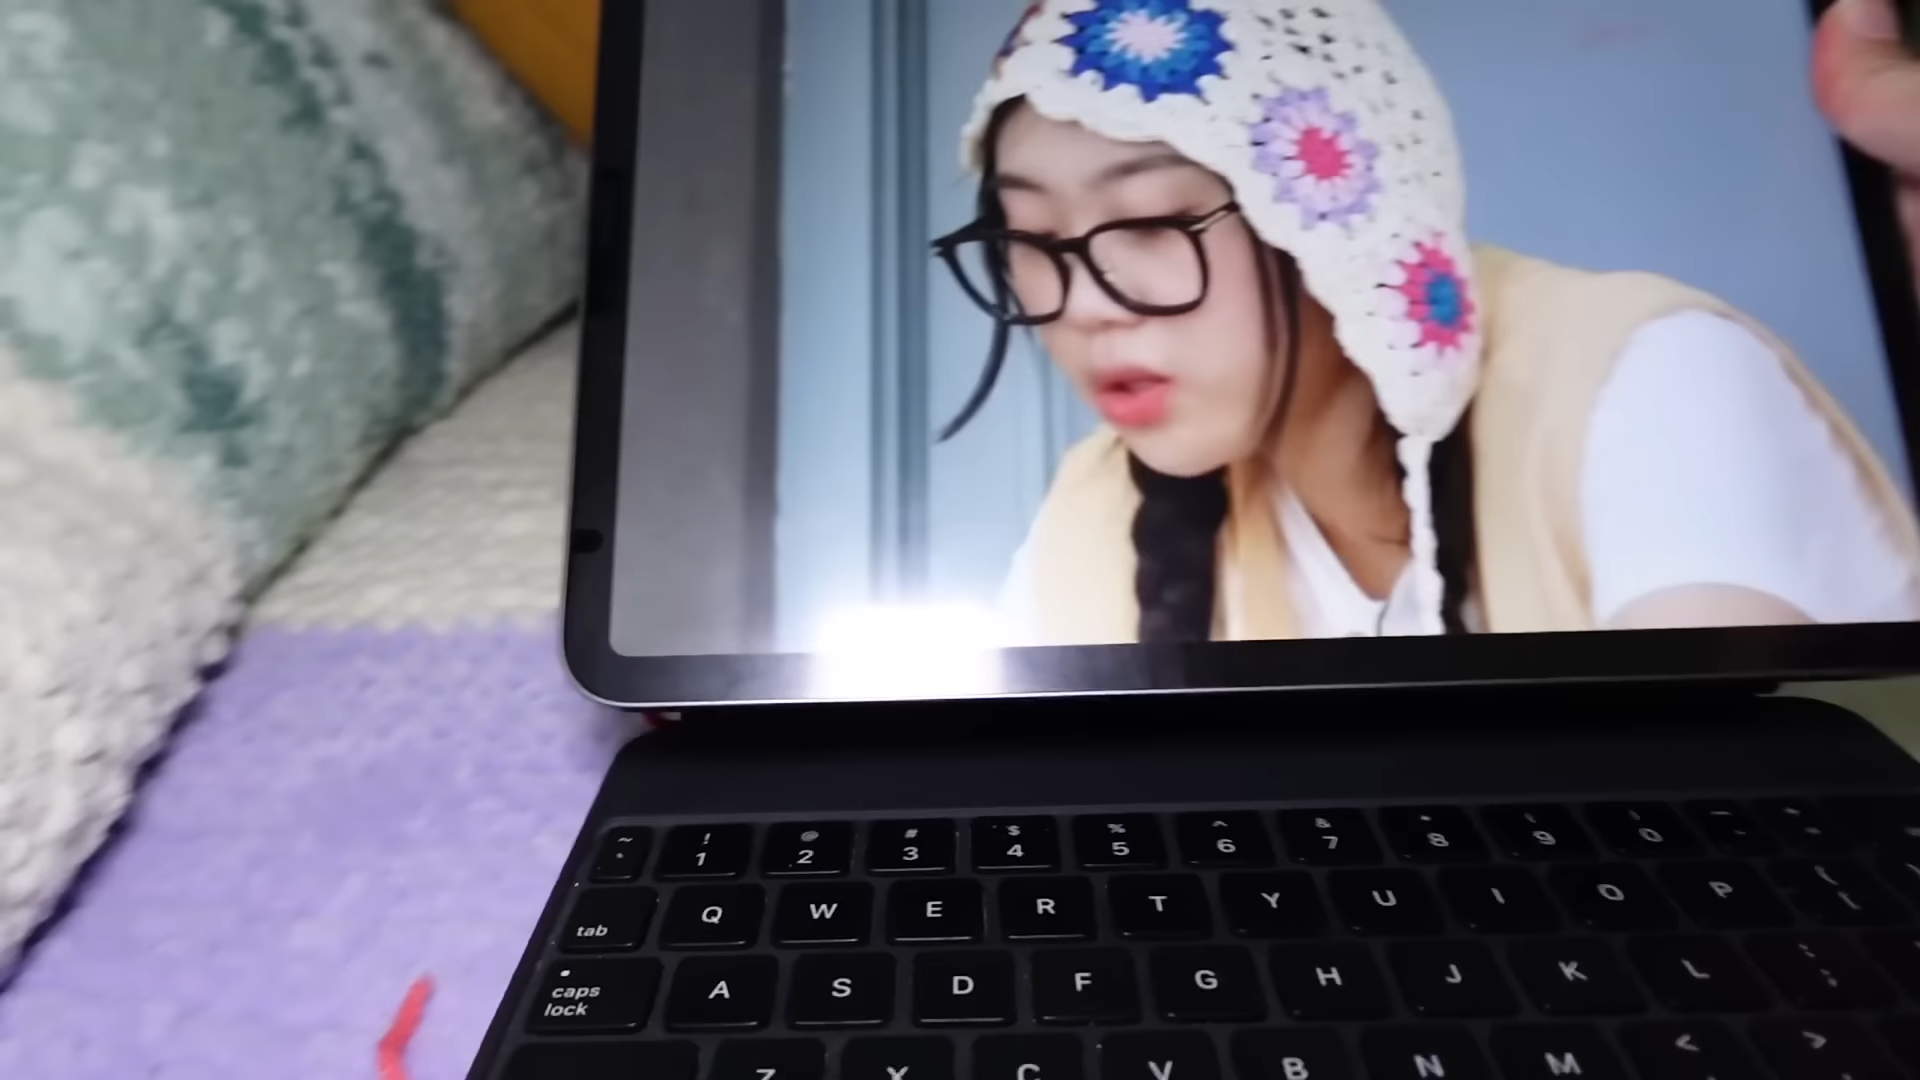 ~ ! @ # $ % ^ & * ( )
` 1 2 3 4 5 6 7 8 9 0
tab Q W E R T Y U I O P {
[
caps
lock A S D F G H J K L :
;
Z X C V B N M < >